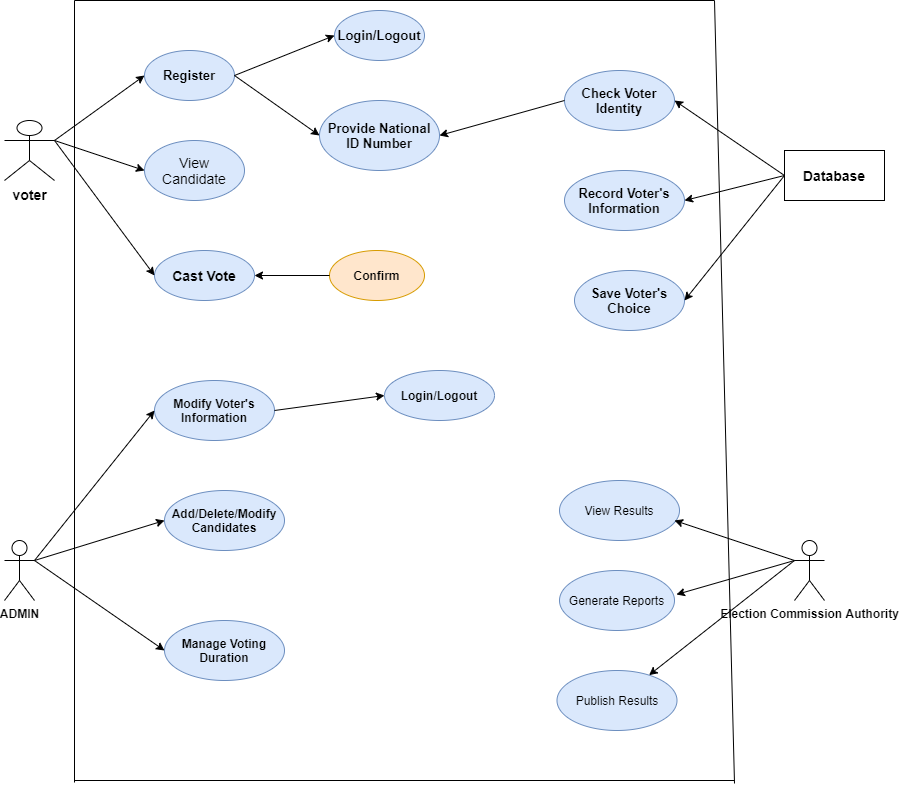 Login/Logout
Register
Check Voter
Identity
Provide National
ID Number
View
Candidate
Database
voter
Record Voter's
Information
Cast Vote
Confirm
Save Voter's
Choice
Modify Voter's
Information
Login/Logout
Add/Delete/Modify
Candidates
View Results
Generate Reports
ADMIN
Election Commission Authority
Manage Voting
Duration
Publish Results